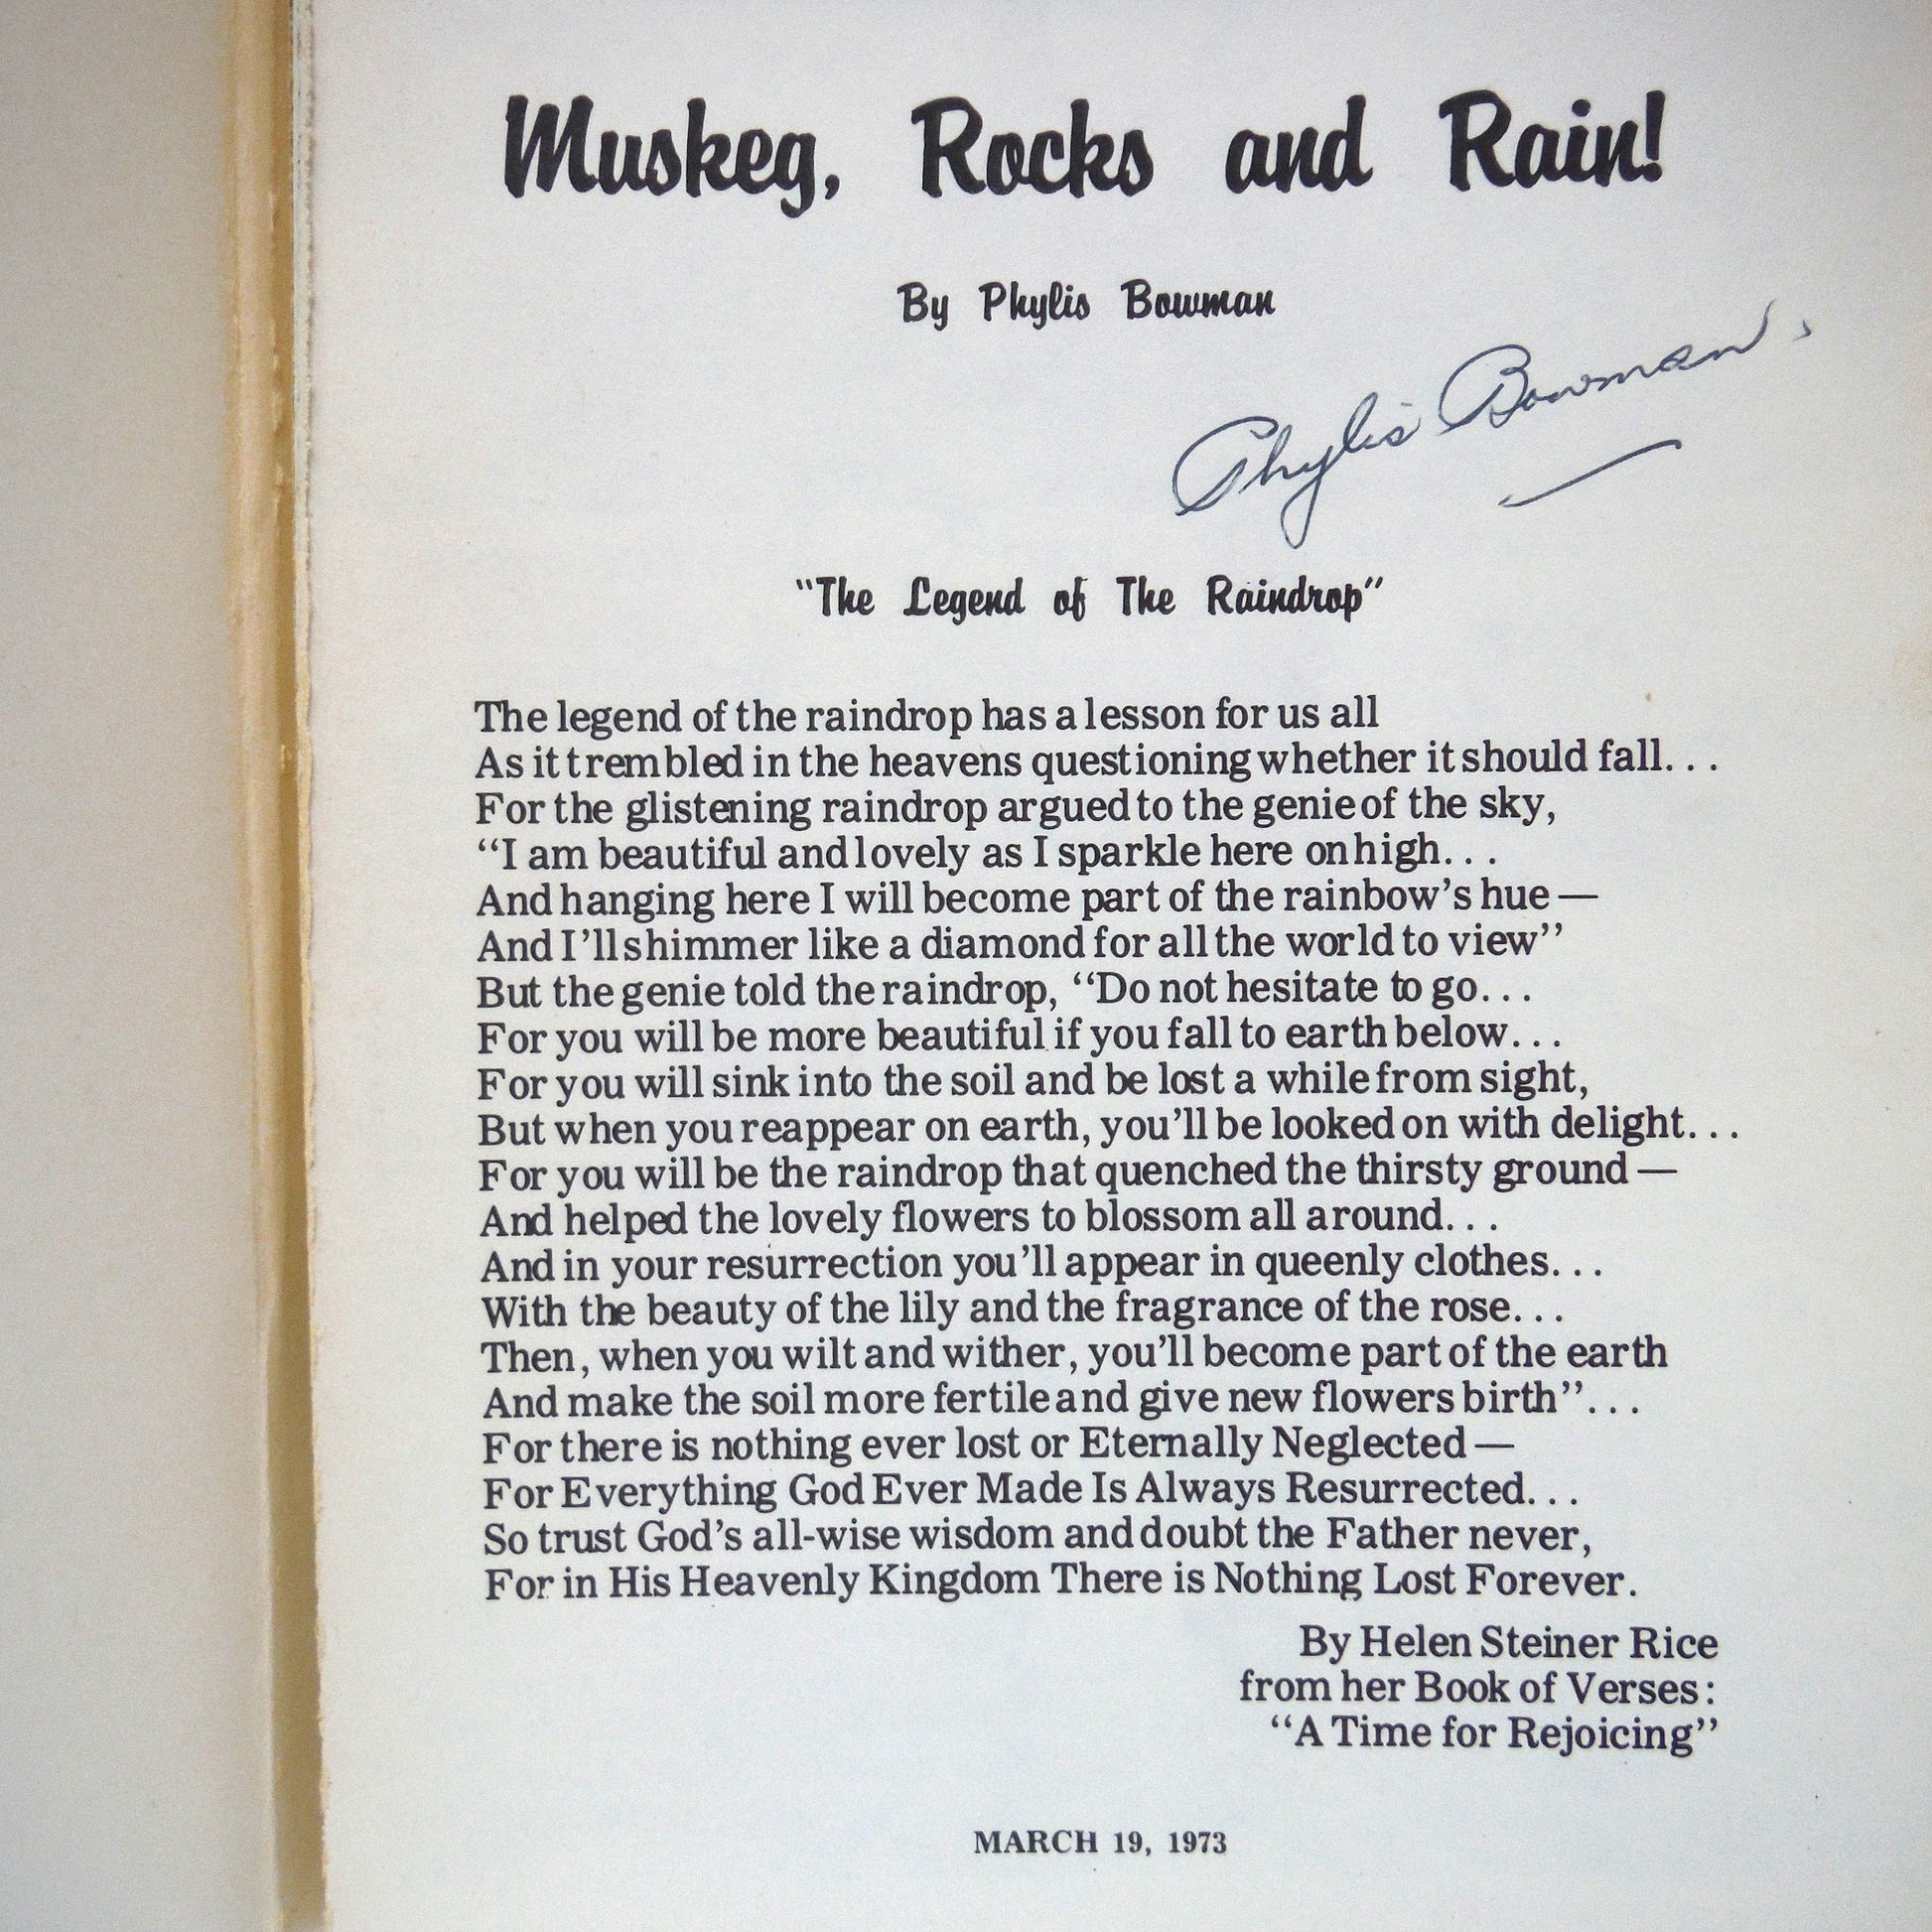 Muskeg, Rocks and Rain!
By Phylis Bowman
Phylis Bowman
"The Legend of The Raindrop"
The legend of the raindrop has a lesson for us all
As it trembled in the heavens questioning whether it should fall. . .
For the glistening raindrop argued to the genie of the sky,
“I am beautiful and lovely as I sparkle here on high. . .
And hanging here I will become part of the rainbow’s hue —
And I’ll shimmer like a diamond for all the world to view”
But the genie told the raindrop, “Do not hesitate to go. . .
For you will be more beautiful if you fall to earth below. . .
For you will sink into the soil and be lost a while from sight,
But when you reappear on earth, you’ll be looked on with delight. . .
For you will be the raindrop that quenched the thirsty ground —
And helped the lovely flowers to blossom all around. . .
And in your resurrection you’ll appear in queenly clothes. . .
With the beauty of the lily and the fragrance of the rose. . .
Then, when you wilt and wither, you’ll become part of the earth
And make the soil more fertile and give new flowers birth”. . .
For there is nothing ever lost or Eternally Neglected —
For Everything God Ever Made Is Always Resurrected. . .
So trust God’s all-wise wisdom and doubt the Father never,
For in His Heavenly Kingdom There is Nothing Lost Forever.
By Helen Steiner Rice
from her Book of Verses:
“A Time for Rejoicing”
MARCH 19, 1973